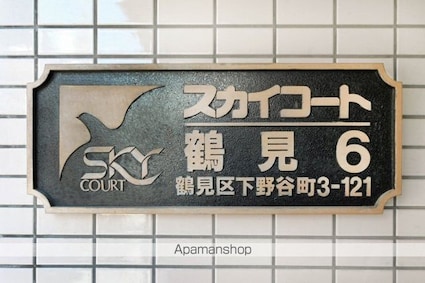 SKY
COURT
スカイコート
鶴見 6
鶴見区下野谷町3-121
Apamanshop